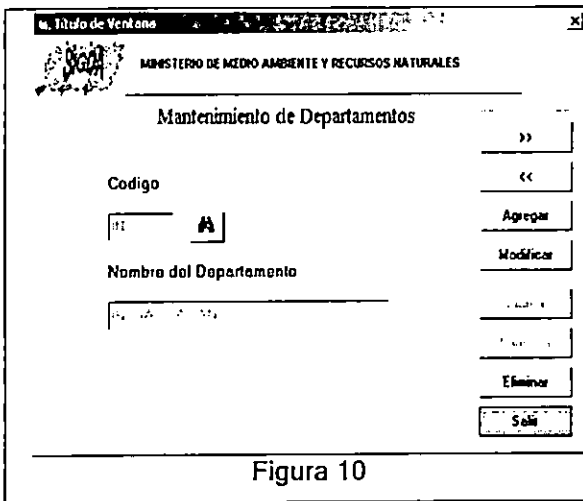 Título de Ventana
MINISTERIO DE MEDIO AMBIENTE Y RECURSOS NATURALES
Mantenimiento de Departamentos
>>
<<
Codigo
Agregar
Modificar
Nombre del Departamento
Eliminar
Salir
Figura 10